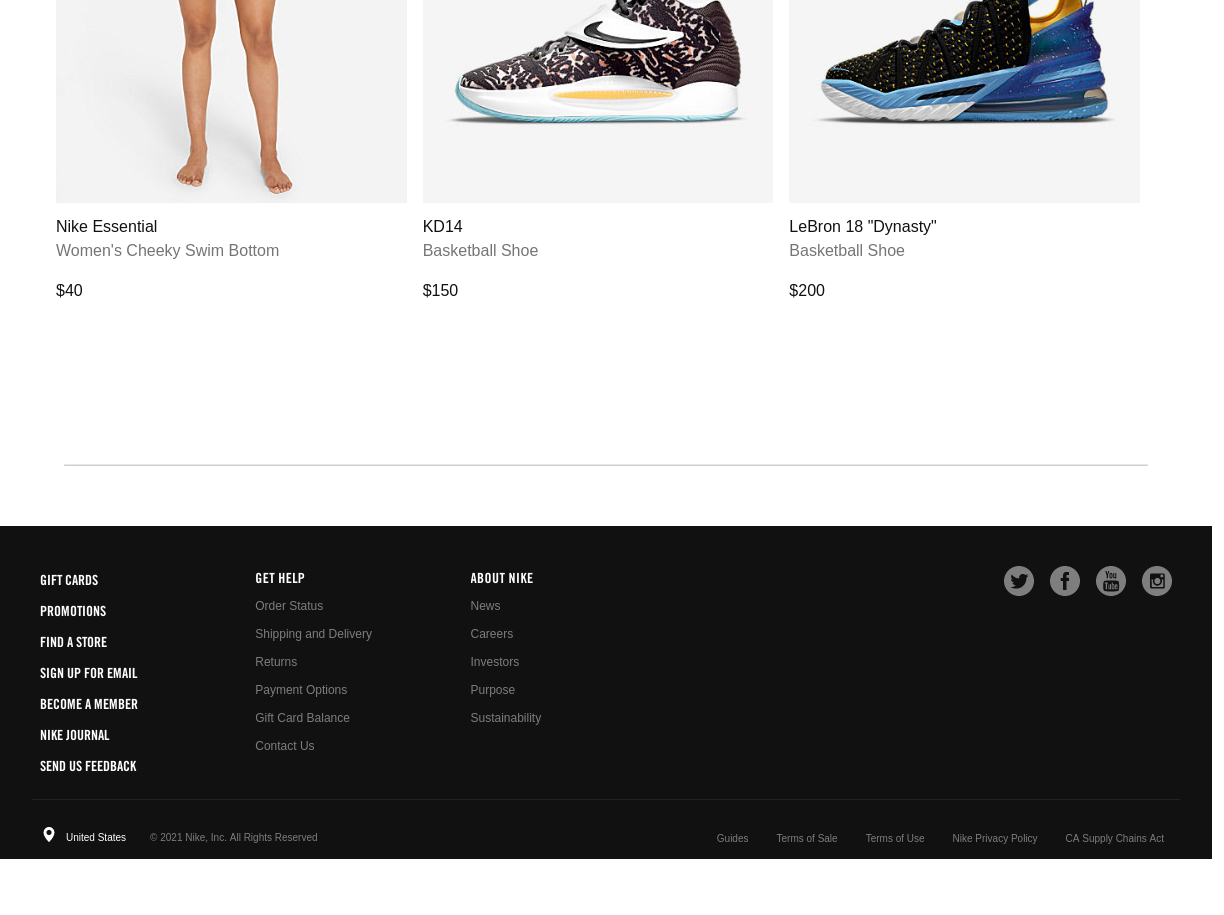 Nike Essential
Women's Cheeky Swim Bottom
$40
KD14
Basketball Shoe
$150
LeBron 18 "Dynasty"
Basketball Shoe
$200
GIFT CARDS
PROMOTIONS
FIND A STORE
SIGN UP FOR EMAIL
BECOME A MEMBER
NIKE JOURNAL
SEND US FEEDBACK
GET HELP
Order Status
Shipping and Delivery
Returns
Payment Options
Gift Card Balance
Contact Us
ABOUT NIKE
News
Careers
Investors
Purpose
Sustainability
You
Tube
United States
© 2021 Nike, Inc. All Rights Reserved
Guides
Terms of Sale
Terms of Use
Nike Privacy Policy
CA Supply Chains Act